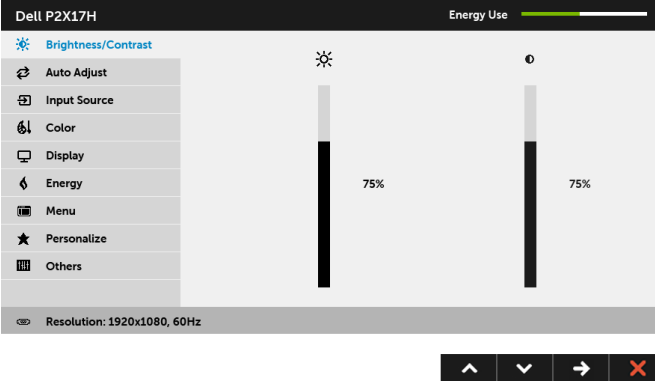 Dell P2X17H
Energy Use
Brightness/Contrast
Auto Adjust
Input Source
Color
Display
Energy
Menu
Personalize
Others
75%
75%
Resolution: 1920x1080, 60Hz